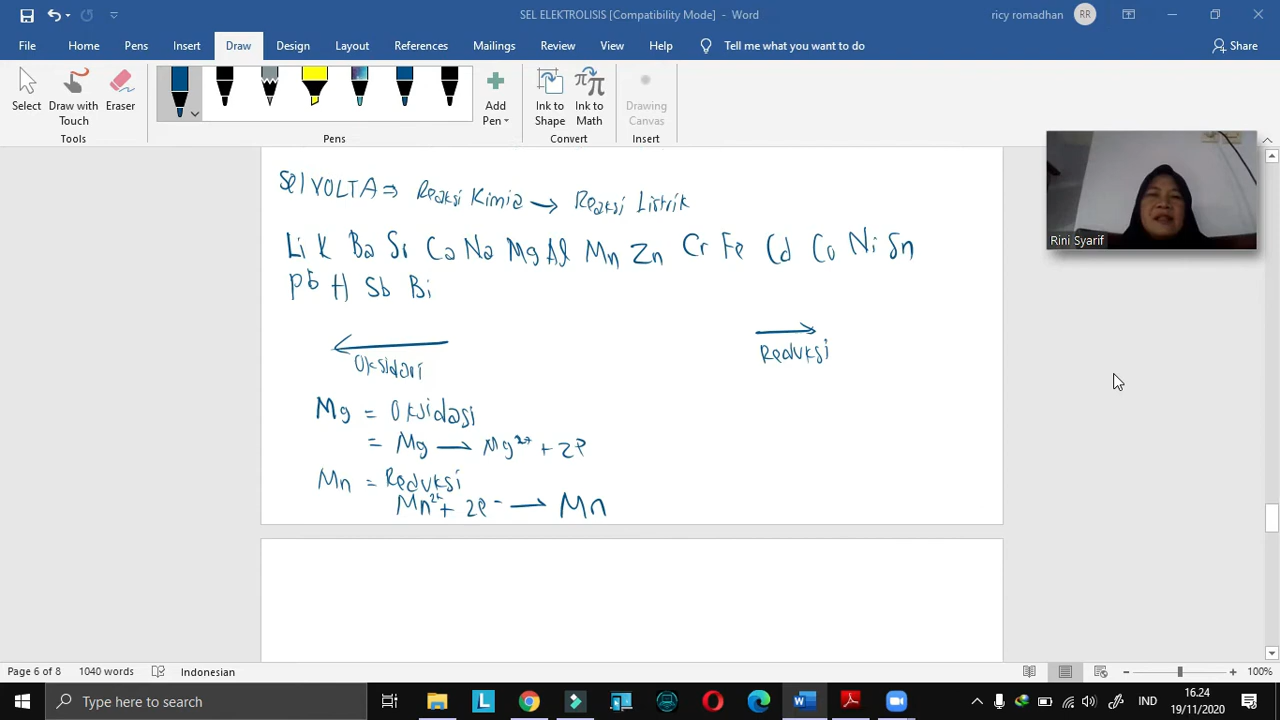 SEL ELEKTROLISIS [Compatibility Mode] - Word
ricy romadhan RR
File Home Pens Insert Draw Design Layout References Mailings Review View Help Tell me what you want to do Share
Select Draw with Touch Eraser Add Pen Ink to Shape Ink to Math Drawing Canvas
Tools Pens Convert Insert
Sel VOLTA ⇒ Reaksi Kimia → Reaksi Listrik
Li K Ba Sr Ca Na Mg Al Mn Zn Cr Fe Cd Co Ni Sn
Pb H Sb Bi
Oksidasi
Reduksi
Mg = Oksidasi
= Mg → Mg2+ + 2e
Mn = Reduksi
Mn2+ + 2e- → Mn
Rini Syarif
Page 6 of 8 1040 words Indonesian 100%
Type here to search
IND
16.24
19/11/2020